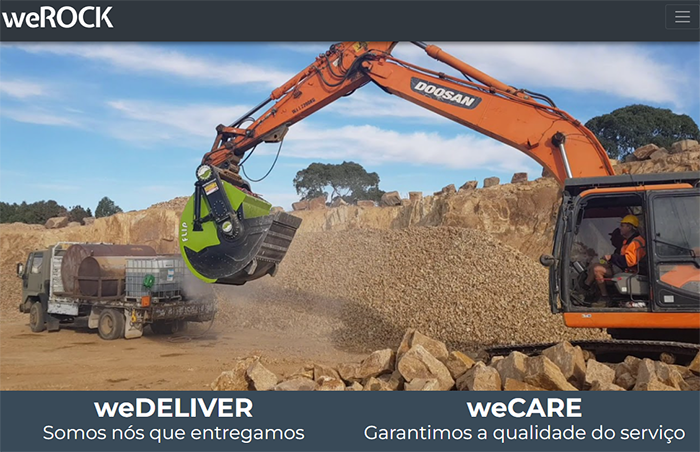 weROCK
DOOSAN
weDELIVER
Somos nós que entregamos
weCARE
Garantimos a qualidade do serviço